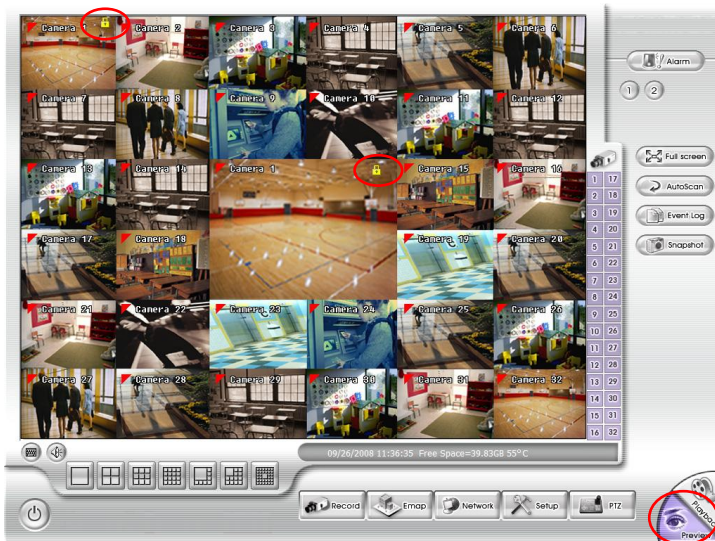 Camera
Camera 2
Camera 3
Camera 4
Camera 5
Camera 6
Camera 7
Camera 8
Camera 9
Camera 10
Camera 11
Camera 12
Camera 13
Camera 14
Camera 1
Camera 15
Camera 16
Camera 17
Camera 18
Camera 19
Camera 20
Camera 21
Camera 22
Camera 23
Camera 24
Camera 25
Camera 26
Camera 27
Camera 28
Camera 29
Camera 30
Camera 31
Camera 32
Alarm
1 2
Full screen
AutoScan
Event Log
Snapshot
1 17
2 18
3 19
4 20
5 21
6 22
7 23
8 24
9 25
10 26
11 27
12 28
13 29
14 30
15 31
16 32
09/26/2008 11:36:35 Free Space=39.83GB 55°C
Record
Emap
Network
Setup
PTZ
Preview